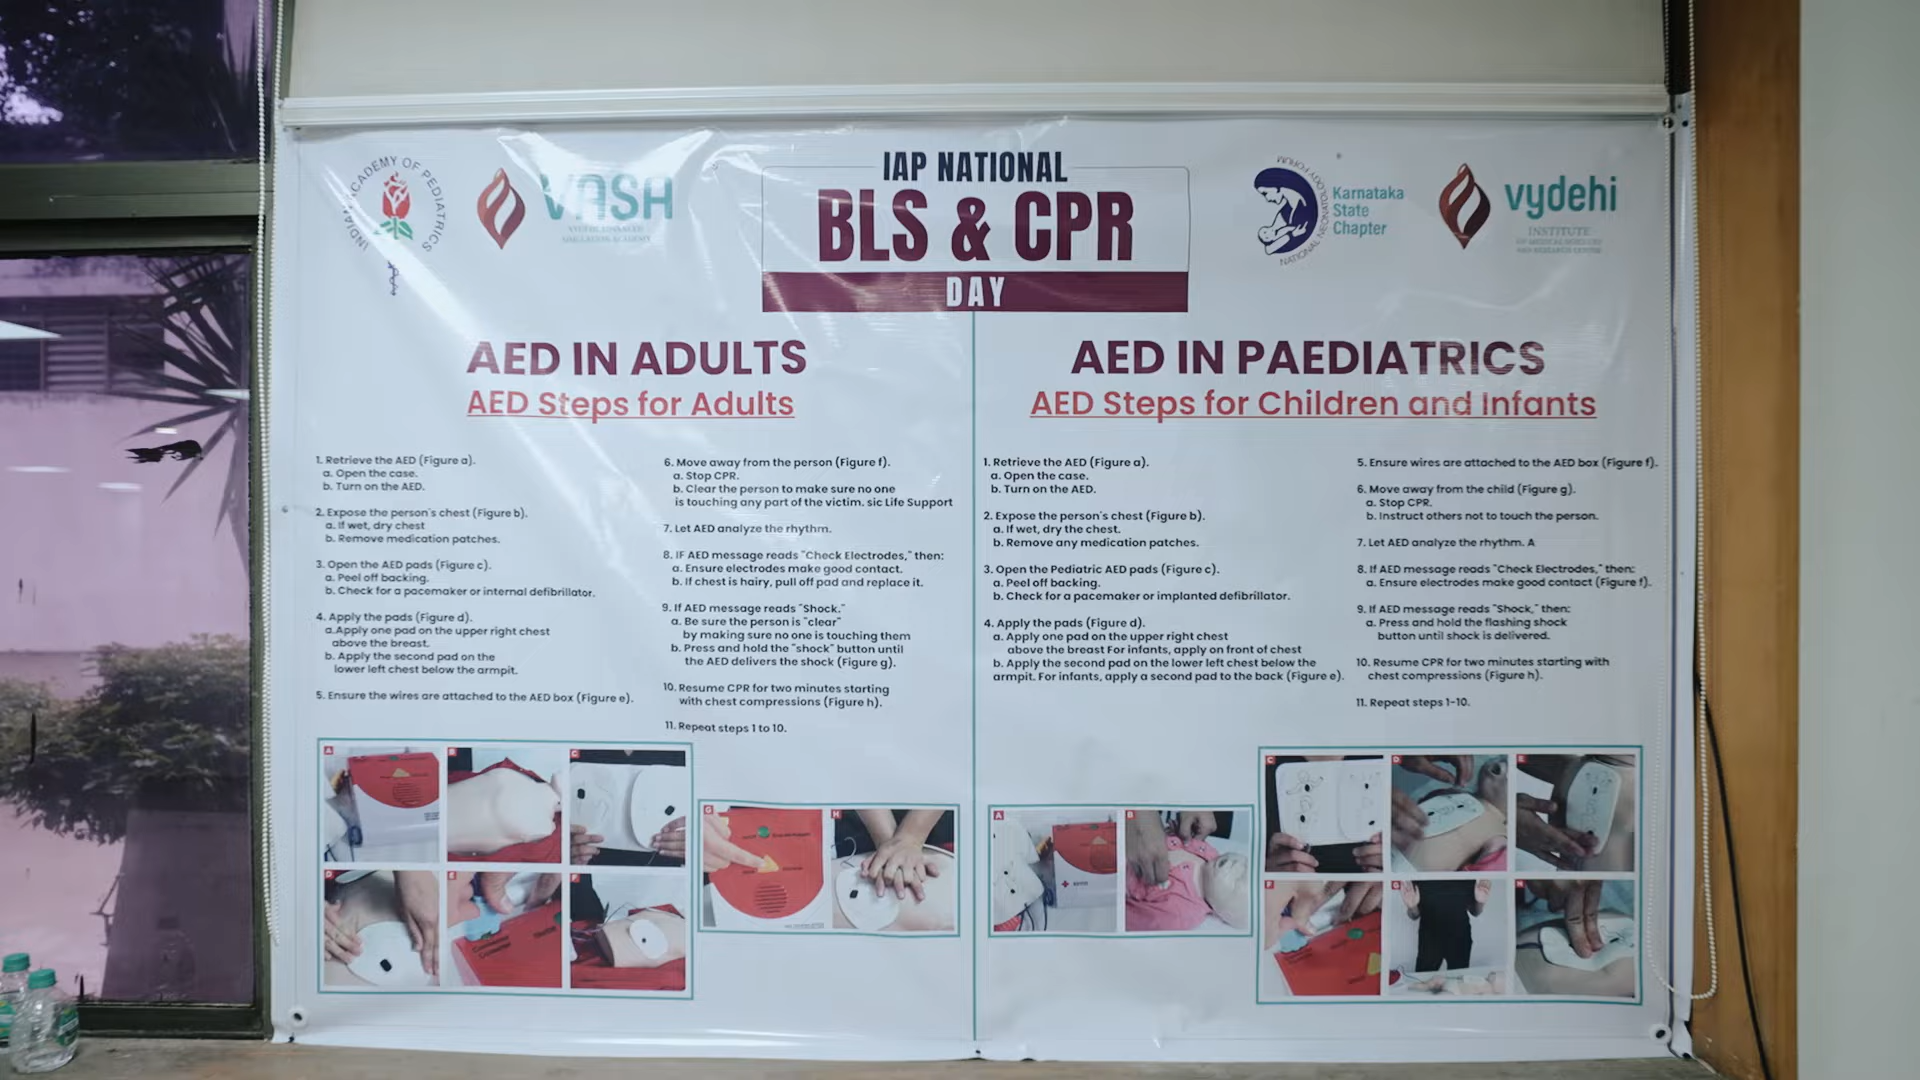 INDIAN ACADEMY OF PEDIATRICS
VASH
IAP NATIONAL
BLS & CPR
DAY
NATIONAL NEONATOLOGY FORUM
Karnataka
State
Chapter
vydehi
INSTITUTE
OF MEDICAL SCIENCES
AND RESEARCH CENTRE
AED IN ADULTS
AED Steps for Adults
1. Retrieve the AED (Figure a).
a. Open the case.
b. Turn on the AED.
2. Expose the person's chest (Figure b).
a. If wet, dry chest
b. Remove medication patches.
3. Open the AED pads (Figure c).
a. Peel off backing.
b. Check for a pacemaker or internal defibrillator.
4. Apply the pads (Figure d).
a.Apply one pad on the upper right chest
above the breast.
b. Apply the second pad on the
lower left chest below the armpit.
5. Ensure the wires are attached to the AED box (Figure e).
6. Move away from the person (Figure f).
a. Stop CPR.
b. Clear the person to make sure no one
is touching any part of the victim. sic Life Support
7. Let AED analyze the rhythm.
8. IF AED message reads "Check Electrodes," then:
a. Ensure electrodes make good contact.
b. If chest is hairy, pull off pad and replace it.
9. If AED message reads "Shock."
a. Be sure the person is "clear"
by making sure no one is touching them
b. Press and hold the "shock" button until
the AED delivers the shock (Figure g).
10. Resume CPR for two minutes starting
with chest compressions (Figure h).
11. Repeat steps 1 to 10.
A
B
C
D
E
F
G
H
AED IN PAEDIATRICS
AED Steps for Children and Infants
1. Retrieve the AED (Figure a).
a. Open the case.
b. Turn on the AED.
2. Expose the person's chest (Figure b).
a. If wet, dry the chest.
b. Remove any medication patches.
3. Open the Pediatric AED pads (Figure c).
a. Peel off backing.
b. Check for a pacemaker or implanted defibrillator.
4. Apply the pads (Figure d).
a. Apply one pad on the upper right chest
above the breast For infants, apply on front of chest
b. Apply the second pad on the lower left chest below the
armpit. For infants, apply a second pad to the back (Figure e).
5. Ensure wires are attached to the AED box (Figure f).
6. Move away from the child (Figure g).
a. Stop CPR.
b. Instruct others not to touch the person.
7. Let AED analyze the rhythm. A
8. If AED message reads "Check Electrodes," then:
a. Ensure electrodes make good contact (Figure f).
9. If AED message reads "Shock," then:
a. Press and hold the flashing shock
button until shock is delivered.
10. Resume CPR for two minutes starting with
chest compressions (Figure h).
11. Repeat steps 1-10.
A
B
C
D
E
F
G
H